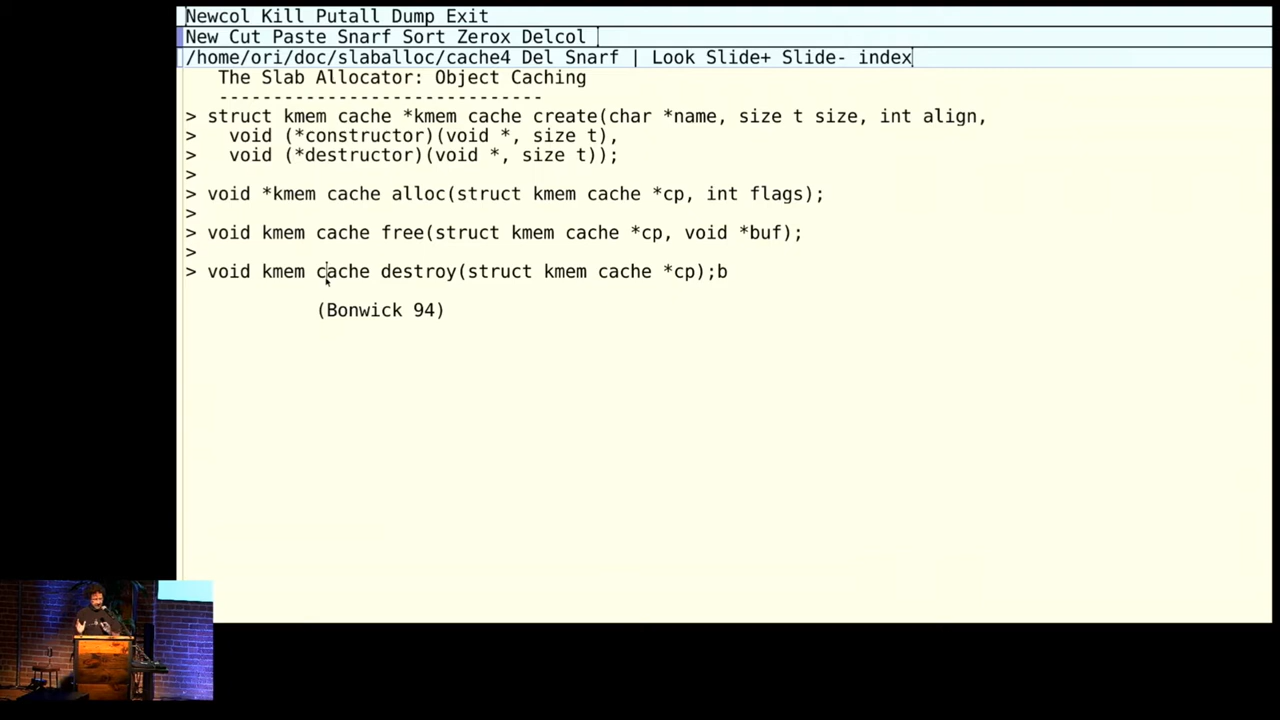 Newcol Kill Putall Dump Exit
New Cut Paste Snarf Sort Zerox Delcol
/home/ori/doc/slaballoc/cache4 Del Snarf | Look Slide+ Slide- index
The Slab Allocator: Object Caching
------------------------------
> struct kmem cache *kmem cache create(char *name, size t size, int align,
>   void (*constructor)(void *, size t),
>   void (*destructor)(void *, size t));
>
> void *kmem cache alloc(struct kmem cache *cp, int flags);
>
> void kmem cache free(struct kmem cache *cp, void *buf);
>
> void kmem cache destroy(struct kmem cache *cp);b
(Bonwick 94)